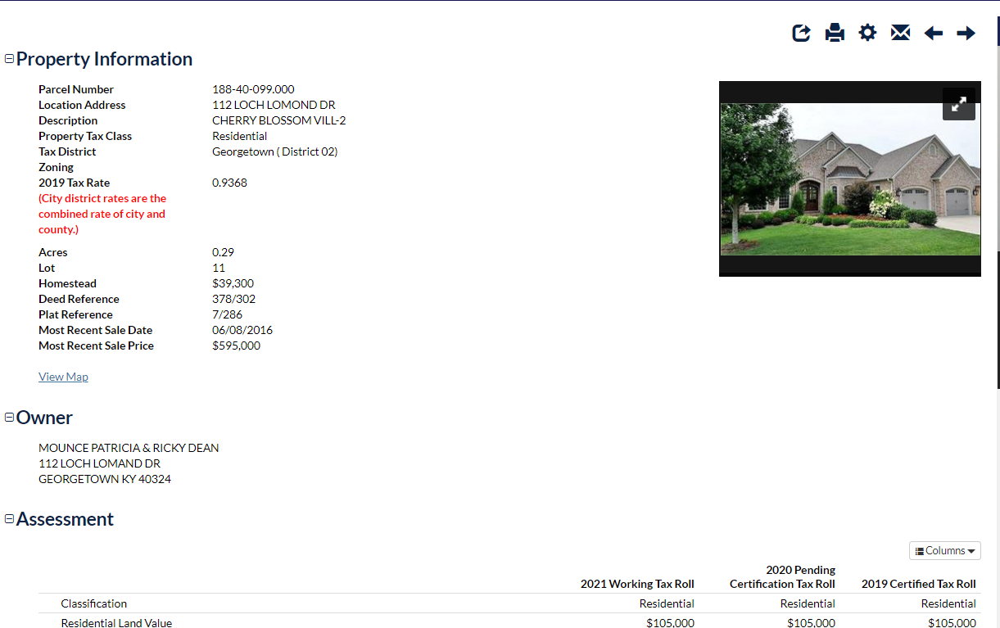 Property Information
Parcel Number 188-40-099.000
Location Address 112 LOCH LOMOND DR
Description CHERRY BLOSSOM VILL-2
Property Tax Class Residential
Tax District Georgetown ( District 02)
Zoning
2019 Tax Rate 0.9368
(City district rates are the
combined rate of city and
county.)
Acres 0.29
Lot 11
Homestead $39,300
Deed Reference 378/302
Plat Reference 7/286
Most Recent Sale Date 06/08/2016
Most Recent Sale Price $595,000
View Map
Owner
MOUNCE PATRICIA & RICKY DEAN
112 LOCH LOMAND DR
GEORGETOWN KY 40324
Assessment
Columns
2021 Working Tax Roll 2020 Pending Certification Tax Roll 2019 Certified Tax Roll
Classification Residential Residential Residential
Residential Land Value $105,000 $105,000 $105,000